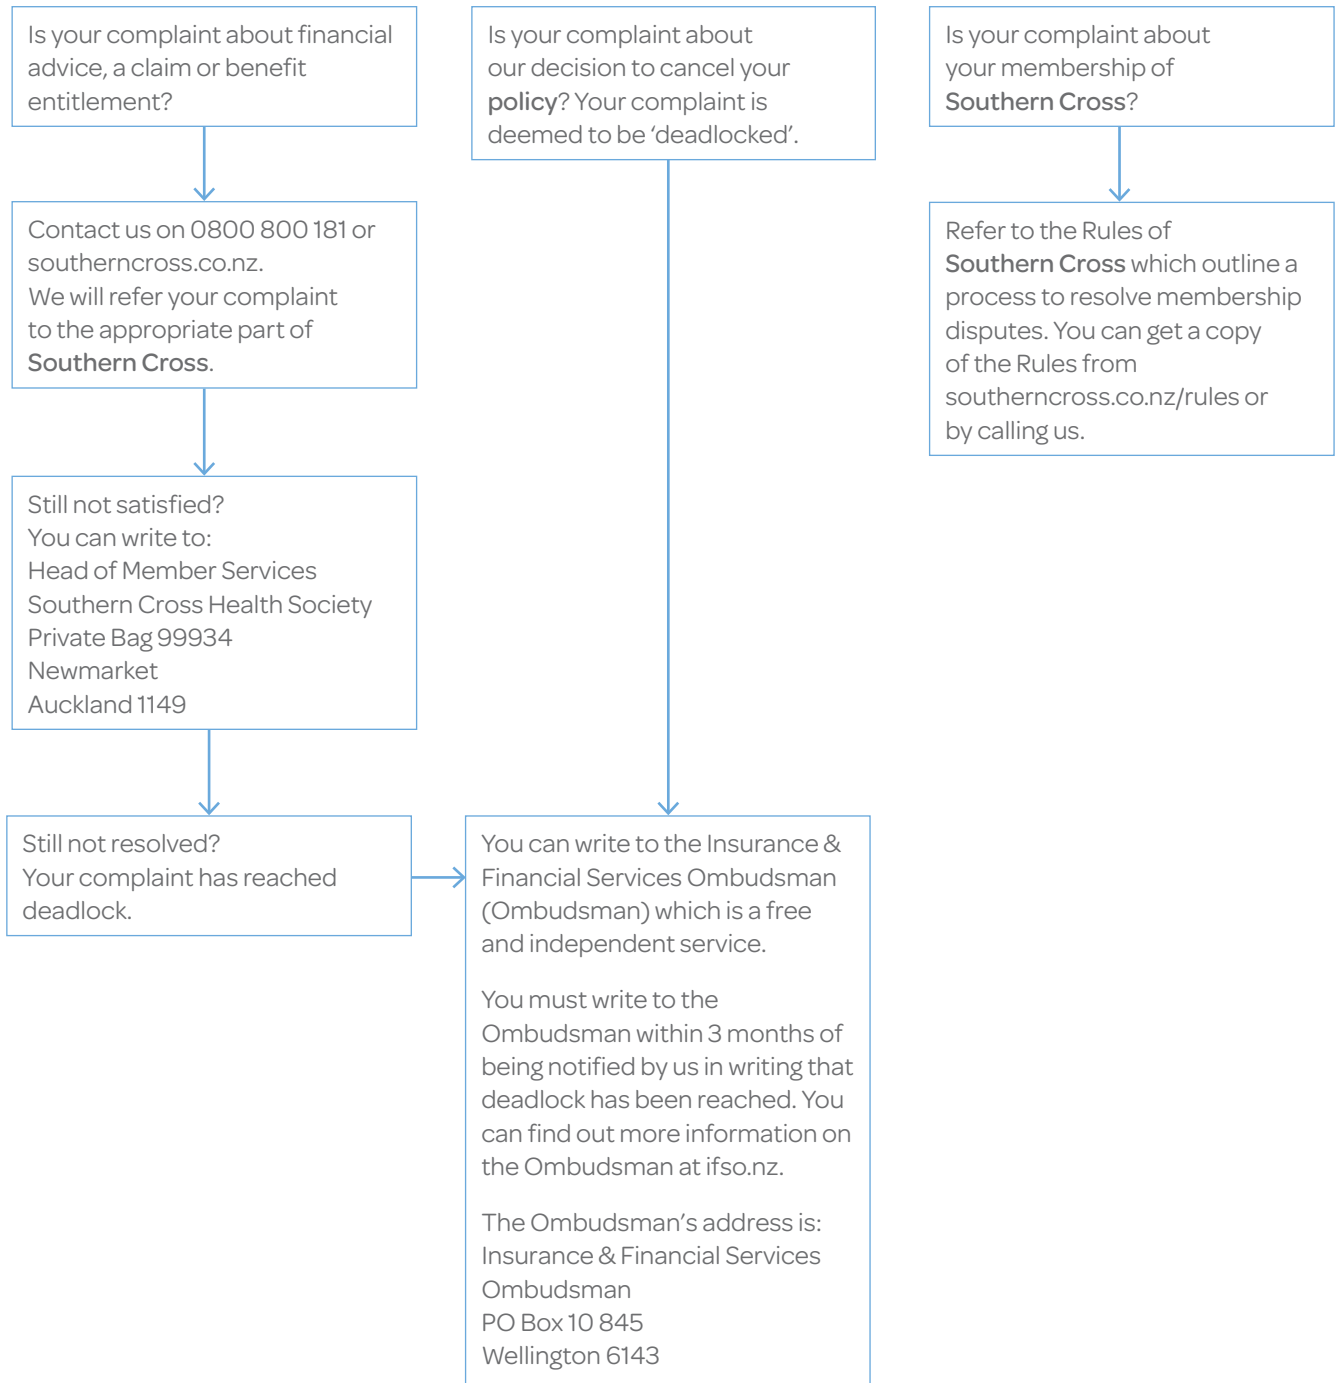 Is your complaint about financial
advice, a claim or benefit
entitlement?
Contact us on 0800 800 181 or
southerncross.co.nz.
We will refer your complaint
to the appropriate part of
Southern Cross.
Still not satisfied?
You can write to:
Head of Member Services
Southern Cross Health Society
Private Bag 99934
Newmarket
Auckland 1149
Still not resolved?
Your complaint has reached
deadlock.
Is your complaint about
our decision to cancel your
policy? Your complaint is
deemed to be ‘deadlocked’.
You can write to the Insurance &
Financial Services Ombudsman
(Ombudsman) which is a free
and independent service.
You must write to the
Ombudsman within 3 months of
being notified by us in writing that
deadlock has been reached. You
can find out more information on
the Ombudsman at ifso.nz.
The Ombudsman’s address is:
Insurance & Financial Services
Ombudsman
PO Box 10 845
Wellington 6143
Is your complaint about
your membership of
Southern Cross?
Refer to the Rules of
Southern Cross which outline a
process to resolve membership
disputes. You can get a copy
of the Rules from
southerncross.co.nz/rules or
by calling us.